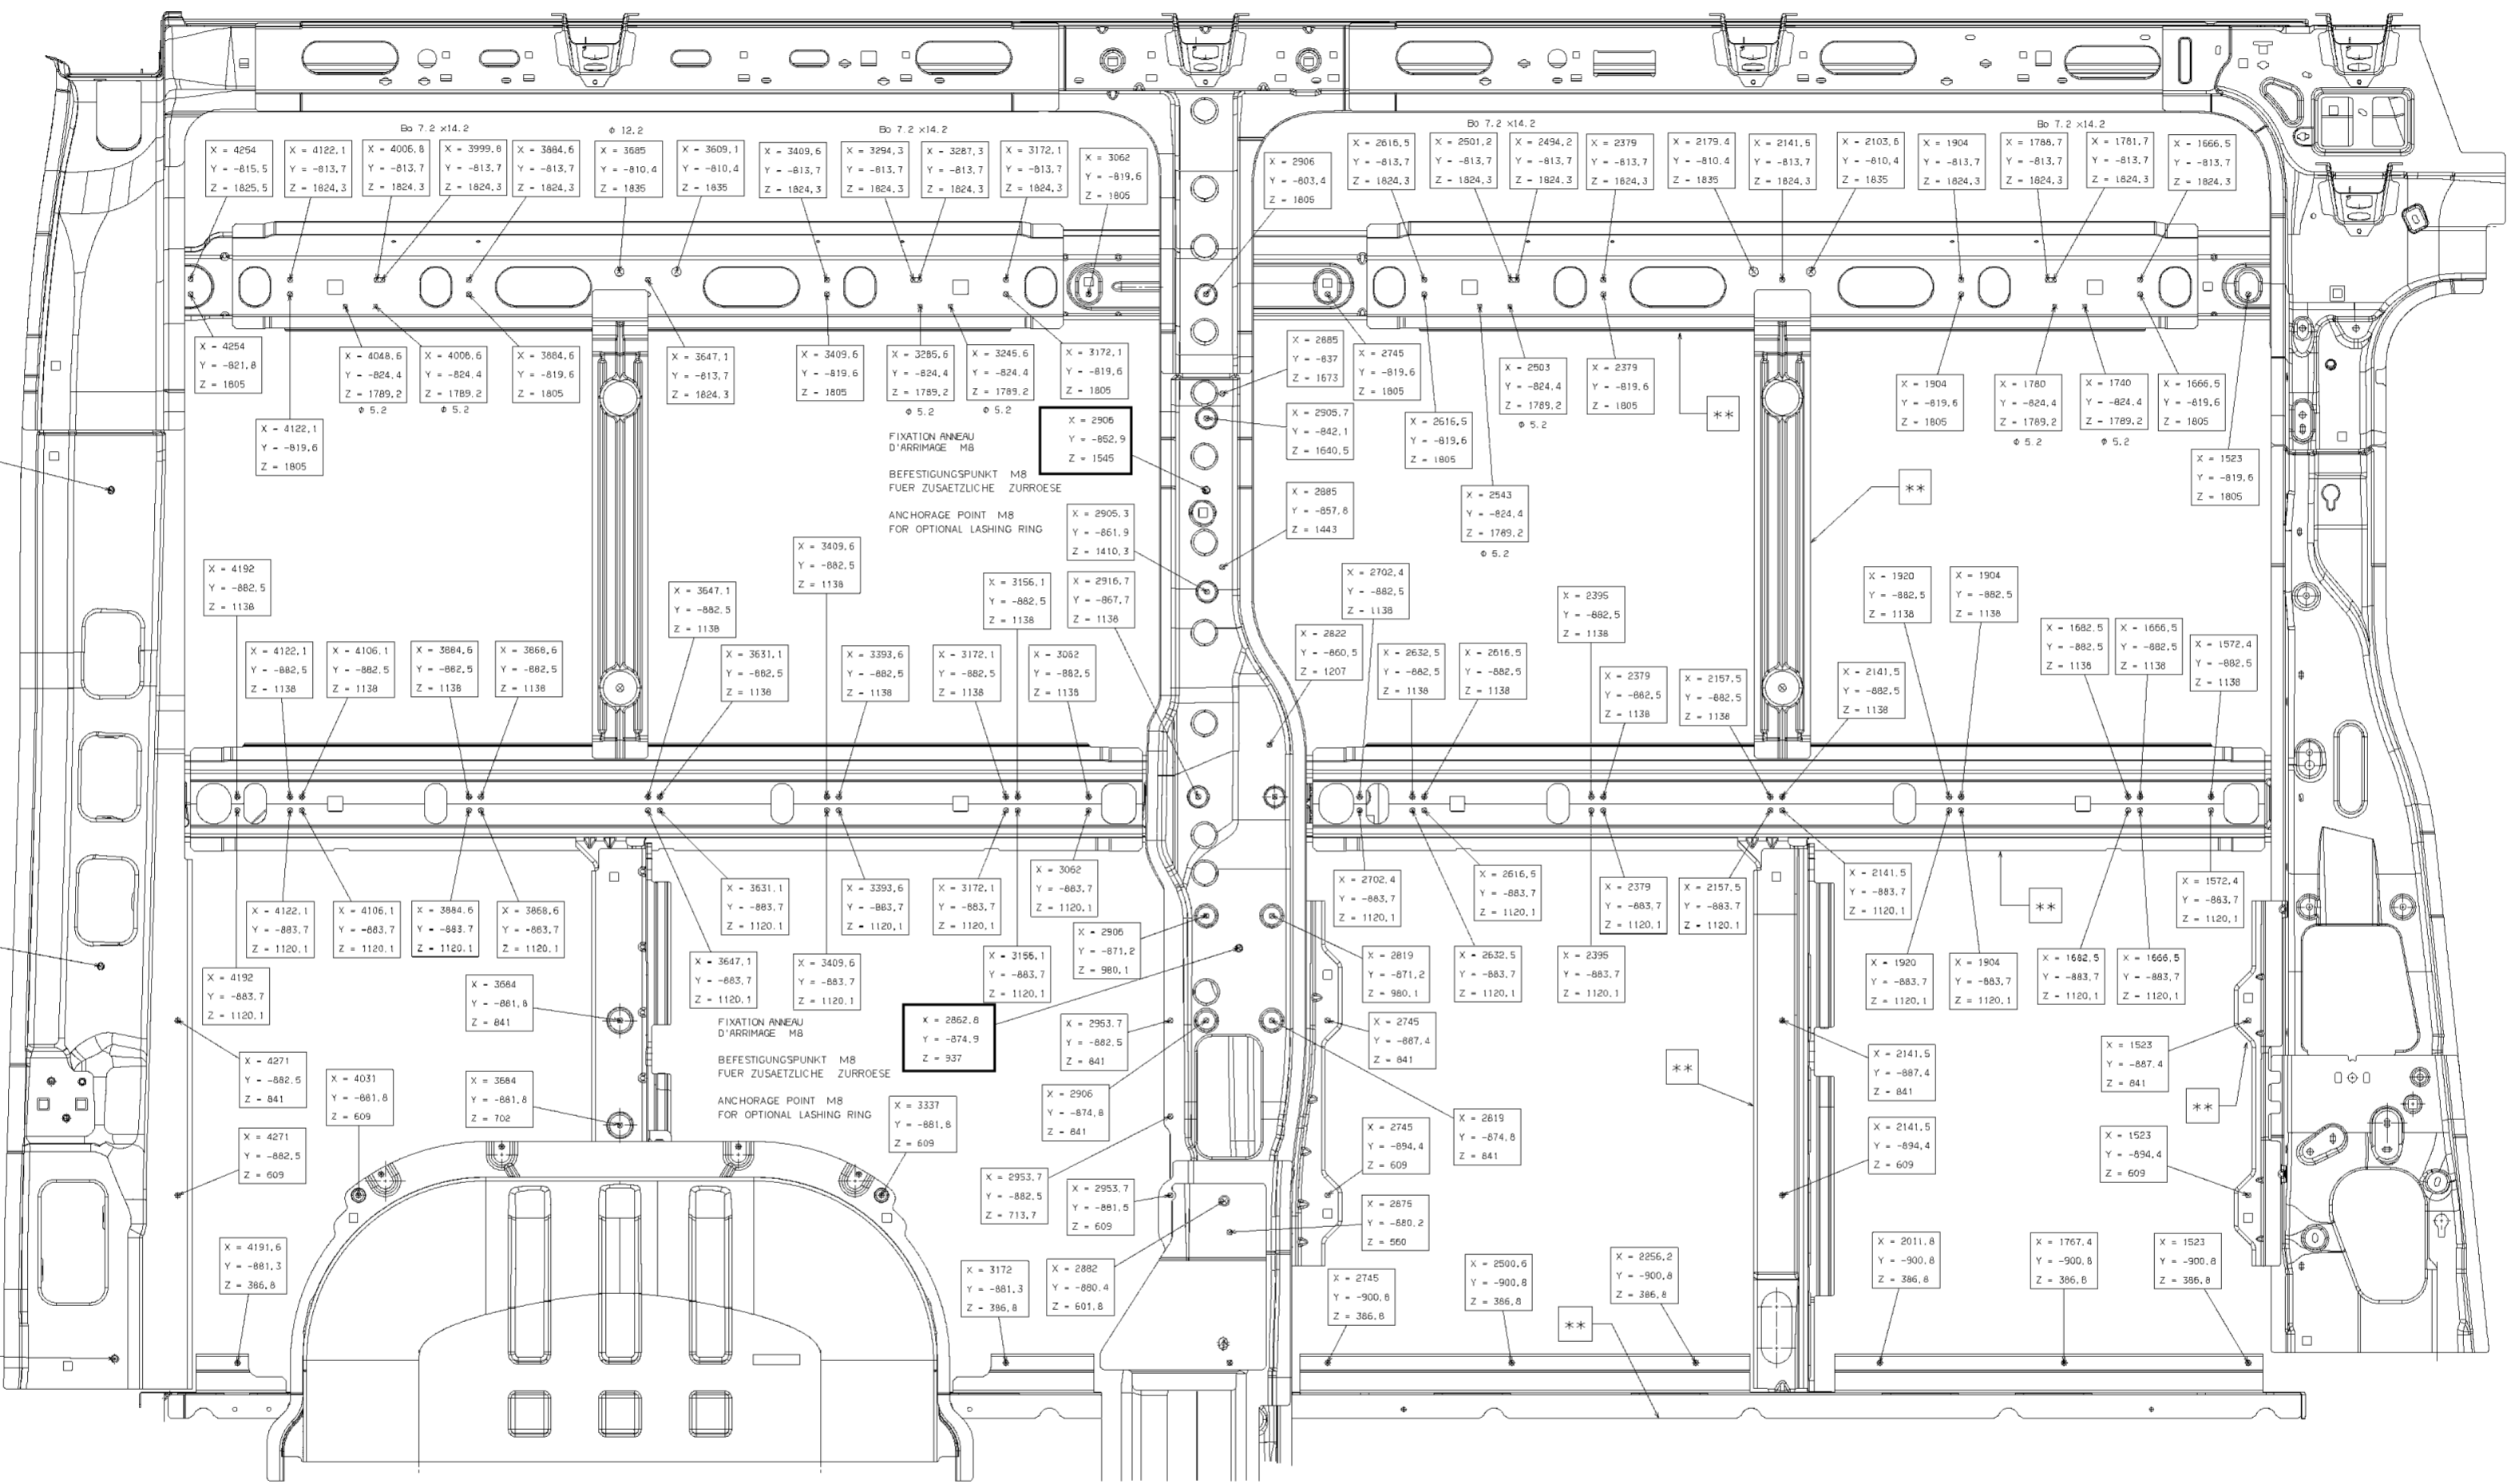 Bo 7.2 x14.2
ϕ 12.2
Bo 7.2 x14.2
Bo 7.2 x14.2
Bo 7.2 x14.2
X = 4254
Y = -815.5
Z = 1825.5
X = 4122.1
Y = -813.7
Z = 1824.3
X = 4006.8
Y = -813.7
Z = 1824.3
X = 3999.8
Y = -813.7
Z = 1824.3
X = 3884.6
Y = -813.7
Z = 1824.3
X = 3685
Y = -810.4
Z = 1835
X = 3609.1
Y = -810.4
Z = 1835
X = 3409.6
Y = -813.7
Z = 1824.3
X = 3294.3
Y = -813.7
Z = 1824.3
X = 3287.3
Y = -813.7
Z = 1824.3
X = 3172.1
Y = -813.7
Z = 1824.3
X = 3062
Y = -819.6
Z = 1805
X = 2906
Y = -803.4
Z = 1805
X = 2616.5
Y = -813.7
Z = 1824.3
X = 2501.2
Y = -813.7
Z = 1824.3
X = 2494.2
Y = -813.7
Z = 1824.3
X = 2379
Y = -813.7
Z = 1824.3
X = 2179.4
Y = -810.4
Z = 1835
X = 2141.5
Y = -813.7
Z = 1824.3
X = 2103.6
Y = -810.4
Z = 1835
X = 1904
Y = -813.7
Z = 1824.3
X = 1788.7
Y = -813.7
Z = 1824.3
X = 1781.7
Y = -813.7
Z = 1824.3
X = 1666.5
Y = -813.7
Z = 1824.3
X = 4254
Y = -821.8
Z = 1805
X = 4122.1
Y = -819.6
Z = 1805
X = 4048.6
Y = -824.4
Z = 1789.2
ϕ 5.2
X = 4006.6
Y = -824.4
Z = 1789.2
ϕ 5.2
X = 3884.6
Y = -819.6
Z = 1805
X = 3647.1
Y = -813.7
Z = 1824.3
X = 3409.6
Y = -819.6
Z = 1805
X = 3285.6
Y = -824.4
Z = 1789.2
ϕ 5.2
X = 3245.6
Y = -824.4
Z = 1789.2
ϕ 5.2
X = 3172.1
Y = -819.6
Z = 1805
X = 2885
Y = -837
Z = 1673
X = 2745
Y = -819.6
Z = 1805
X = 2503
Y = -824.4
Z = 1789.2
ϕ 5.2
X = 2379
Y = -819.6
Z = 1805
**
X = 1904
Y = -819.6
Z = 1805
X = 1780
Y = -824.4
Z = 1789.2
ϕ 5.2
X = 1740
Y = -824.4
Z = 1789.2
ϕ 5.2
X = 1666.5
Y = -819.6
Z = 1805
FIXATION ANNEAU
D'ARRIMAGE M8
BEFESTIGUNGSPUNKT M8
FUER ZUSAETZLICHE ZURROESE
ANCHORAGE POINT M8
FOR OPTIONAL LASHING RING
X = 2906
Y = -852.9
Z = 1545
X = 2905.7
Y = -842.1
Z = 1640.5
X = 2616.5
Y = -819.6
Z = 1805
X = 1523
Y = -819.6
Z = 1805
X = 2905.3
Y = -861.9
Z = 1410.3
X = 2885
Y = -857.8
Z = 1443
X = 2543
Y = -824.4
Z = 1789.2
ϕ 5.2
**
X = 4192
Y = -882.5
Z = 1138
X = 3647.1
Y = -882.5
Z = 1138
X = 3409.6
Y = -882.5
Z = 1138
X = 3156.1
Y = -882.5
Z = 1138
X = 2916.7
Y = -867.7
Z = 1138
X = 2702.4
Y = -882.5
Z = 1138
X = 2395
Y = -882.5
Z = 1138
X = 1920
Y = -882.5
Z = 1138
X = 1904
Y = -882.5
Z = 1138
X = 4122.1
Y = -882.5
Z = 1138
X = 4106.1
Y = -882.5
Z = 1138
X = 3884.6
Y = -882.5
Z = 1138
X = 3868.6
Y = -882.5
Z = 1138
X = 3631.1
Y = -882.5
Z = 1138
X = 3393.6
Y = -882.5
Z = 1138
X = 3172.1
Y = -882.5
Z = 1138
X = 3062
Y = -882.5
Z = 1138
X = 2822
Y = -860.5
Z = 1207
X = 2632.5
Y = -882.5
Z = 1138
X = 2616.5
Y = -882.5
Z = 1138
X = 2379
Y = -882.5
Z = 1138
X = 2157.5
Y = -882.5
Z = 1138
X = 2141.5
Y = -882.5
Z = 1138
X = 1682.5
Y = -882.5
Z = 1138
X = 1666.5
Y = -882.5
Z = 1138
X = 1572.4
Y = -882.5
Z = 1138
X = 4122.1
Y = -883.7
Z = 1120.1
X = 4106.1
Y = -883.7
Z = 1120.1
X = 3884.6
Y = -883.7
Z = 1120.1
X = 3868.6
Y = -883.7
Z = 1120.1
X = 3631.1
Y = -883.7
Z = 1120.1
X = 3393.6
Y = -883.7
Z = 1120.1
X = 3172.1
Y = -883.7
Z = 1120.1
X = 3062
Y = -883.7
Z = 1120.1
X = 2702.4
Y = -883.7
Z = 1120.1
X = 2616.5
Y = -883.7
Z = 1120.1
X = 2379
Y = -883.7
Z = 1120.1
X = 2157.5
Y = -883.7
Z = 1120.1
X = 2141.5
Y = -883.7
Z = 1120.1
**
X = 1572.4
Y = -883.7
Z = 1120.1
X = 4192
Y = -883.7
Z = 1120.1
X = 3684
Y = -881.8
Z = 841
X = 3647.1
Y = -883.7
Z = 1120.1
X = 3409.6
Y = -883.7
Z = 1120.1
X = 3156.1
Y = -883.7
Z = 1120.1
X = 2906
Y = -871.2
Z = 980.1
X = 2819
Y = -871.2
Z = 980.1
X = 2632.5
Y = -883.7
Z = 1120.1
X = 2395
Y = -883.7
Z = 1120.1
X = 1920
Y = -883.7
Z = 1120.1
X = 1904
Y = -883.7
Z = 1120.1
X = 1682.5
Y = -883.7
Z = 1120.1
X = 1666.5
Y = -883.7
Z = 1120.1
FIXATION ANNEAU
D'ARRIMAGE M8
BEFESTIGUNGSPUNKT M8
FUER ZUSAETZLICHE ZURROESE
ANCHORAGE POINT M8
FOR OPTIONAL LASHING RING
X = 2862.8
Y = -874.9
Z = 937
X = 2953.7
Y = -882.5
Z = 841
X = 2745
Y = -887.4
Z = 841
**
X = 2141.5
Y = -887.4
Z = 841
X = 1523
Y = -887.4
Z = 841
**
X = 4271
Y = -882.5
Z = 841
X = 4031
Y = -881.8
Z = 609
X = 3684
Y = -881.8
Z = 702
X = 3337
Y = -881.8
Z = 609
X = 2906
Y = -874.8
Z = 841
X = 2745
Y = -894.4
Z = 609
X = 2819
Y = -874.8
Z = 841
X = 2141.5
Y = -894.4
Z = 609
X = 1523
Y = -894.4
Z = 609
X = 4271
Y = -882.5
Z = 609
X = 2953.7
Y = -882.5
Z = 713.7
X = 2953.7
Y = -881.5
Z = 609
X = 2875
Y = -880.2
Z = 560
X = 4191.6
Y = -881.3
Z = 386.8
X = 3172
Y = -881.3
Z = 386.8
X = 2882
Y = -880.4
Z = 601.8
X = 2745
Y = -900.8
Z = 386.8
X = 2500.6
Y = -900.8
Z = 386.8
X = 2256.2
Y = -900.8
Z = 386.8
**
X = 2011.8
Y = -900.8
Z = 386.8
X = 1767.4
Y = -900.8
Z = 386.8
X = 1523
Y = -900.8
Z = 386.8